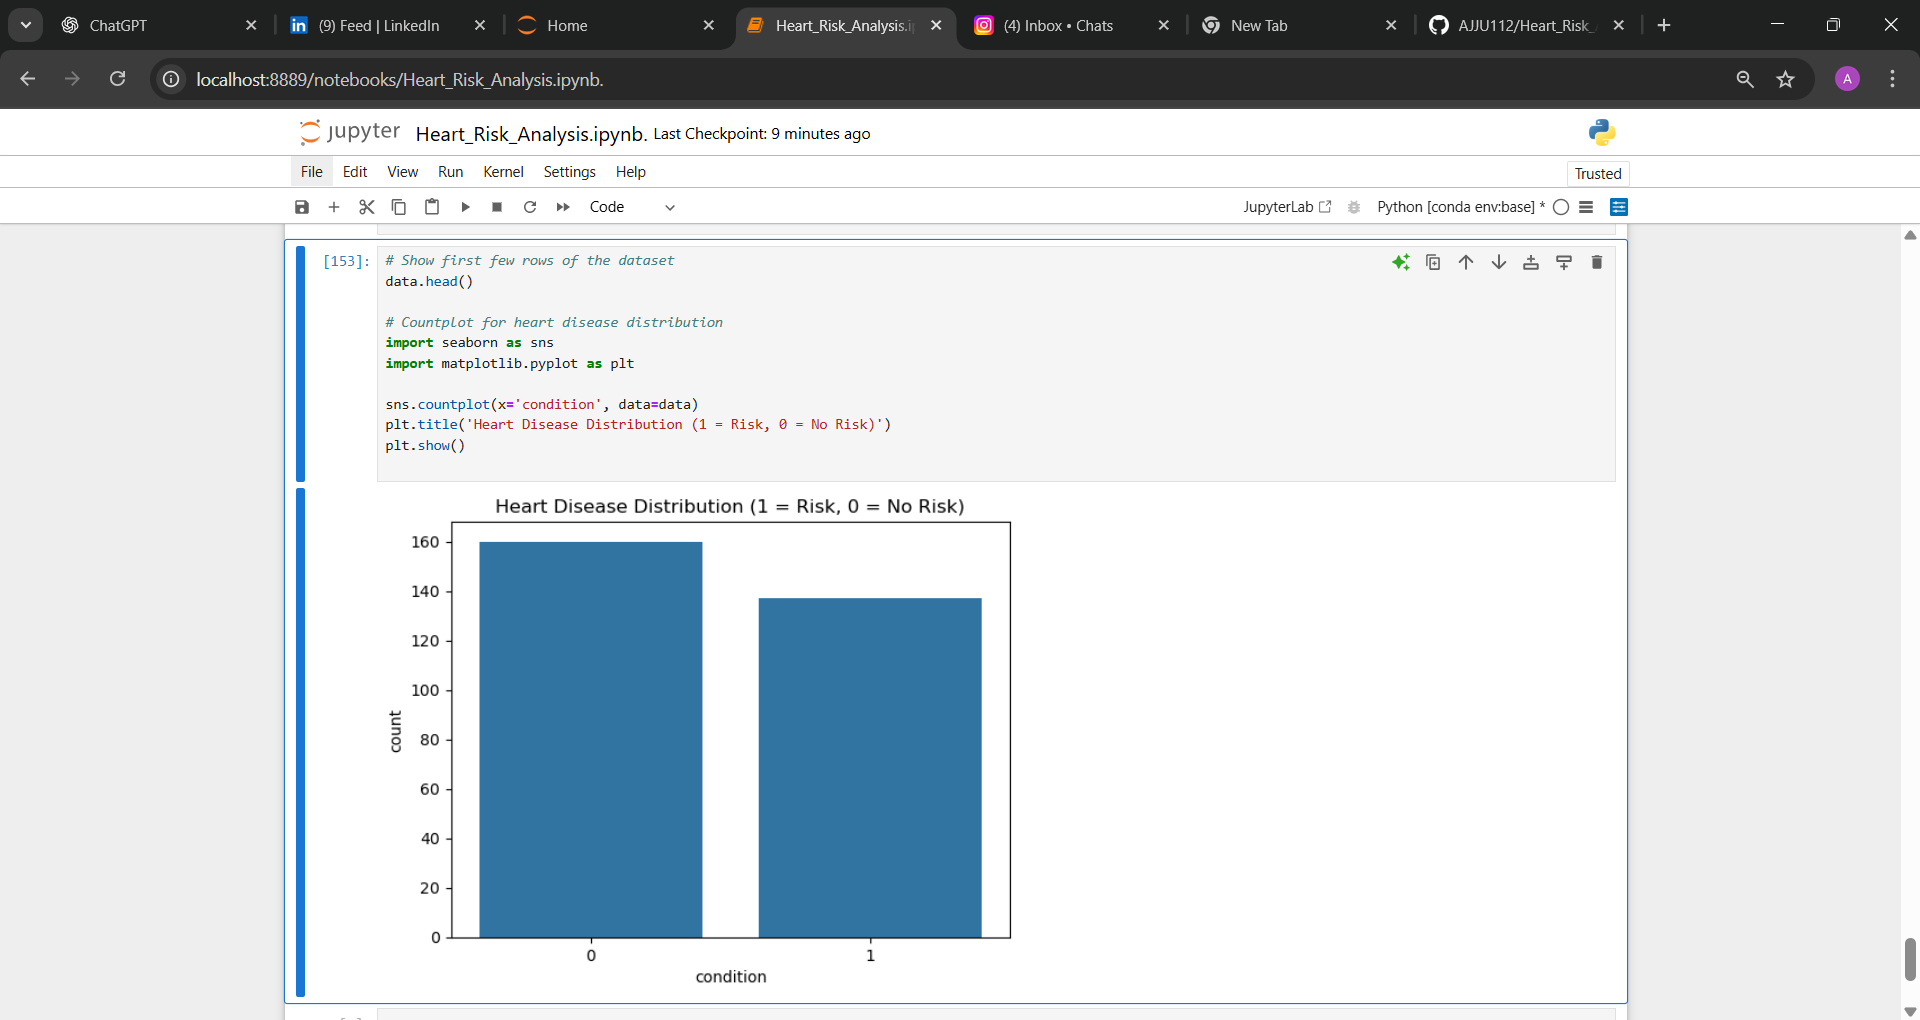 ChatGPT
(9) Feed | LinkedIn
Home
Heart_Risk_Analysis.i
(4) Inbox • Chats
New Tab
AJJU112/Heart_Risk_
localhost:8889/notebooks/Heart_Risk_Analysis.ipynb.
A
jupyter Heart_Risk_Analysis.ipynb. Last Checkpoint: 9 minutes ago
File Edit View Run Kernel Settings Help
Trusted
Code
JupyterLab
Python [conda env:base] *
[153]:
# Show first few rows of the dataset
data.head()
# Countplot for heart disease distribution
import seaborn as sns
import matplotlib.pyplot as plt
sns.countplot(x='condition', data=data)
plt.title('Heart Disease Distribution (1 = Risk, 0 = No Risk)')
plt.show()
Heart Disease Distribution (1 = Risk, 0 = No Risk)
160
140
120
100
80
60
40
20
0
count
0 1
condition